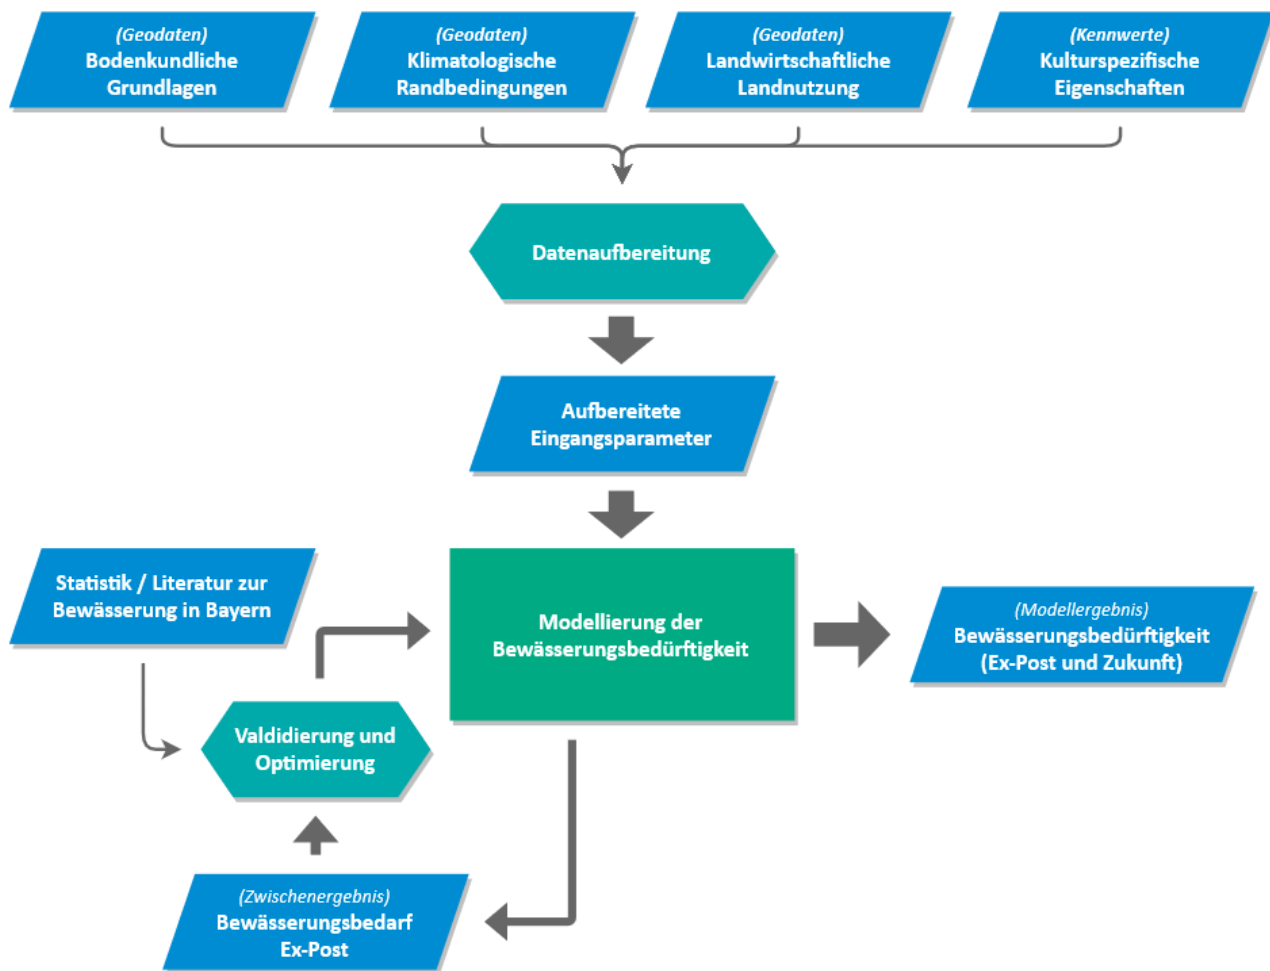 (Geodaten)
Bodenkundliche
Grundlagen
(Geodaten)
Klimatologische
Randbedingungen
(Geodaten)
Landwirtschaftliche
Landnutzung
(Kennwerte)
Kulturspezifische
Eigenschaften
Datenaufbereitung
Aufbereitete
Eingangsparameter
Statistik / Literatur zur
Bewässerung in Bayern
Modellierung der
Bewässerungsbedürftigkeit
(Modellergebnis)
Bewässerungsbedürftigkeit
(Ex-Post und Zukunft)
Valdidierung und
Optimierung
(Zwischenergebnis)
Bewässerungsbedarf
Ex-Post